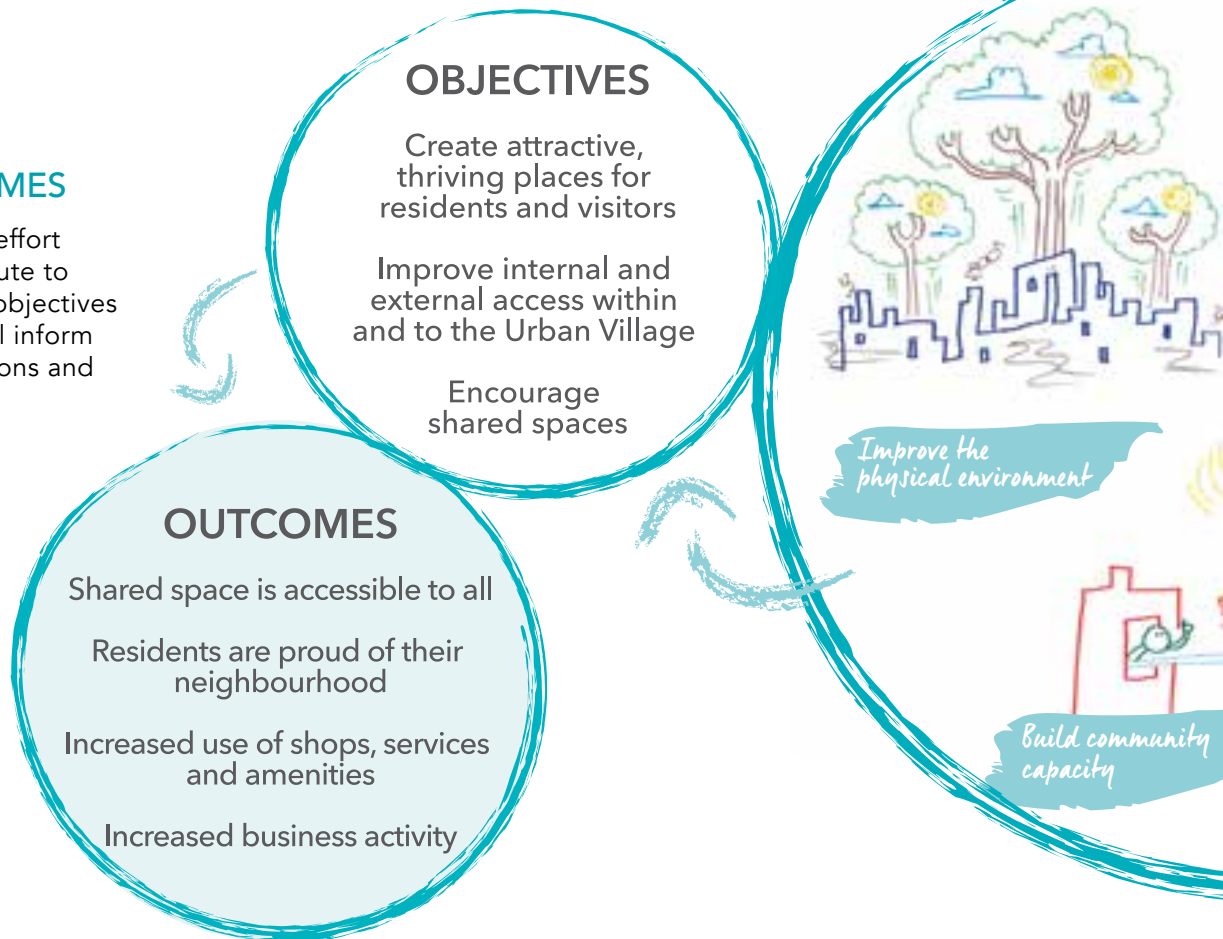 MES
effort
ute to
objectives
l inform
ons and
OBJECTIVES
Create attractive,
thriving places for
residents and visitors
Improve internal and
external access within
and to the Urban Village
Encourage
shared spaces
OUTCOMES
Shared space is accessible to all
Residents are proud of their
neighbourhood
Increased use of shops, services
and amenities
Increased business activity
Improve the
physical environment
Build community
capacity